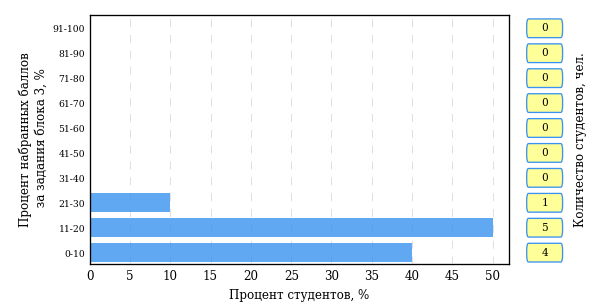 Процент набранных баллов
за задания блока 3, %
91-100 0
81-90 0
71-80 0
61-70 0
51-60 0
41-50 0
31-40 0
21-30 1
11-20 5
0-10 4
Количество студентов, чел.
0 5 10 15 20 25 30 35 40 45 50
Процент студентов, %